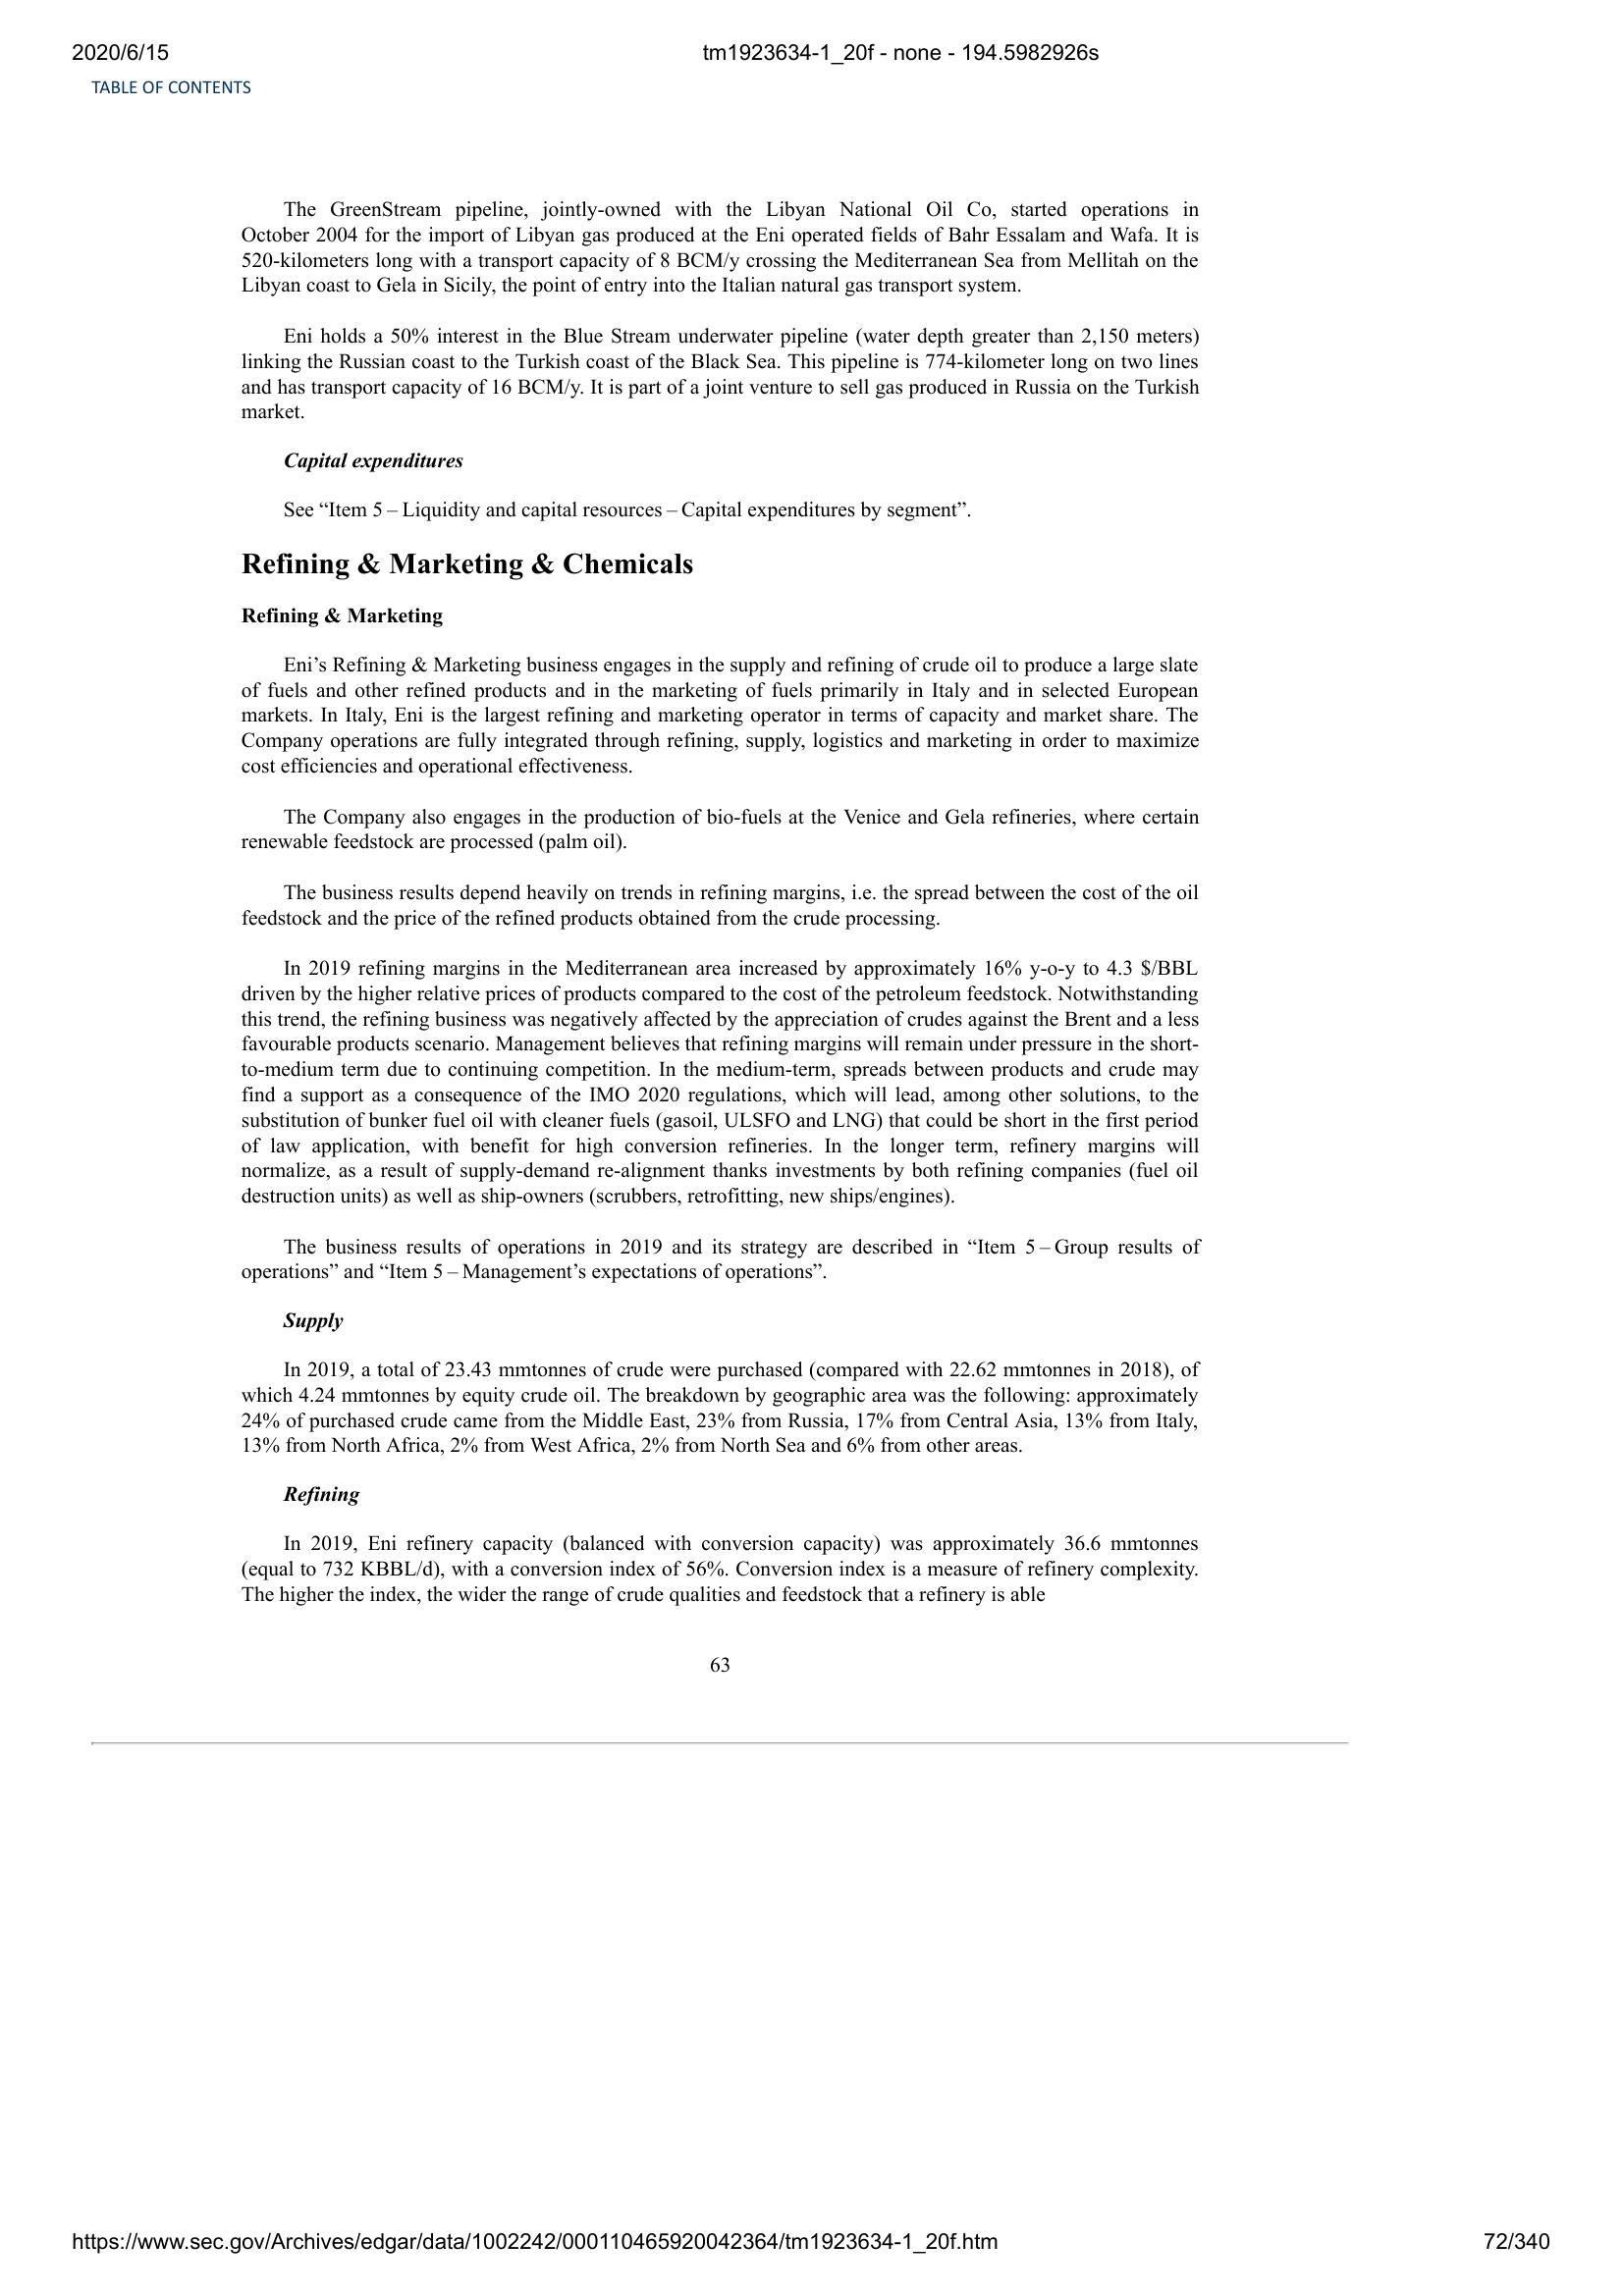 2020/6/15
tm1923634-1_20f - none - 194.5982926s
TABLE OF CONTENTS
The GreenStream pipeline, jointly-owned with the Libyan National Oil Co, started operations in
October 2004 for the import of Libyan gas produced at the Eni operated fields of Bahr Essalam and Wafa. It is
520-kilometers long with a transport capacity of 8 BCM/y crossing the Mediterranean Sea from Mellitah on the
Libyan coast to Gela in Sicily, the point of entry into the Italian natural gas transport system.
Eni holds a 50% interest in the Blue Stream underwater pipeline (water depth greater than 2,150 meters)
linking the Russian coast to the Turkish coast of the Black Sea. This pipeline is 774-kilometer long on two lines
and has transport capacity of 16 BCM/y. It is part of a joint venture to sell gas produced in Russia on the Turkish
market.
Capital expenditures
See “Item 5 – Liquidity and capital resources – Capital expenditures by segment”.
Refining & Marketing & Chemicals
Refining & Marketing
Eni’s Refining & Marketing business engages in the supply and refining of crude oil to produce a large slate
of fuels and other refined products and in the marketing of fuels primarily in Italy and in selected European
markets. In Italy, Eni is the largest refining and marketing operator in terms of capacity and market share. The
Company operations are fully integrated through refining, supply, logistics and marketing in order to maximize
cost efficiencies and operational effectiveness.
The Company also engages in the production of bio-fuels at the Venice and Gela refineries, where certain
renewable feedstock are processed (palm oil).
The business results depend heavily on trends in refining margins, i.e. the spread between the cost of the oil
feedstock and the price of the refined products obtained from the crude processing.
In 2019 refining margins in the Mediterranean area increased by approximately 16% y-o-y to 4.3 $/BBL
driven by the higher relative prices of products compared to the cost of the petroleum feedstock. Notwithstanding
this trend, the refining business was negatively affected by the appreciation of crudes against the Brent and a less
favourable products scenario. Management believes that refining margins will remain under pressure in the short-
to-medium term due to continuing competition. In the medium-term, spreads between products and crude may
find a support as a consequence of the IMO 2020 regulations, which will lead, among other solutions, to the
substitution of bunker fuel oil with cleaner fuels (gasoil, ULSFO and LNG) that could be short in the first period
of law application, with benefit for high conversion refineries. In the longer term, refinery margins will
normalize, as a result of supply-demand re-alignment thanks investments by both refining companies (fuel oil
destruction units) as well as ship-owners (scrubbers, retrofitting, new ships/engines).
The business results of operations in 2019 and its strategy are described in “Item 5 – Group results of
operations” and “Item 5 – Management’s expectations of operations”.
Supply
In 2019, a total of 23.43 mmtonnes of crude were purchased (compared with 22.62 mmtonnes in 2018), of
which 4.24 mmtonnes by equity crude oil. The breakdown by geographic area was the following: approximately
24% of purchased crude came from the Middle East, 23% from Russia, 17% from Central Asia, 13% from Italy,
13% from North Africa, 2% from West Africa, 2% from North Sea and 6% from other areas.
Refining
In 2019, Eni refinery capacity (balanced with conversion capacity) was approximately 36.6 mmtonnes
(equal to 732 KBBL/d), with a conversion index of 56%. Conversion index is a measure of refinery complexity.
The higher the index, the wider the range of crude qualities and feedstock that a refinery is able
63
https://www.sec.gov/Archives/edgar/data/1002242/000110465920042364/tm1923634-1_20f.htm
72/340